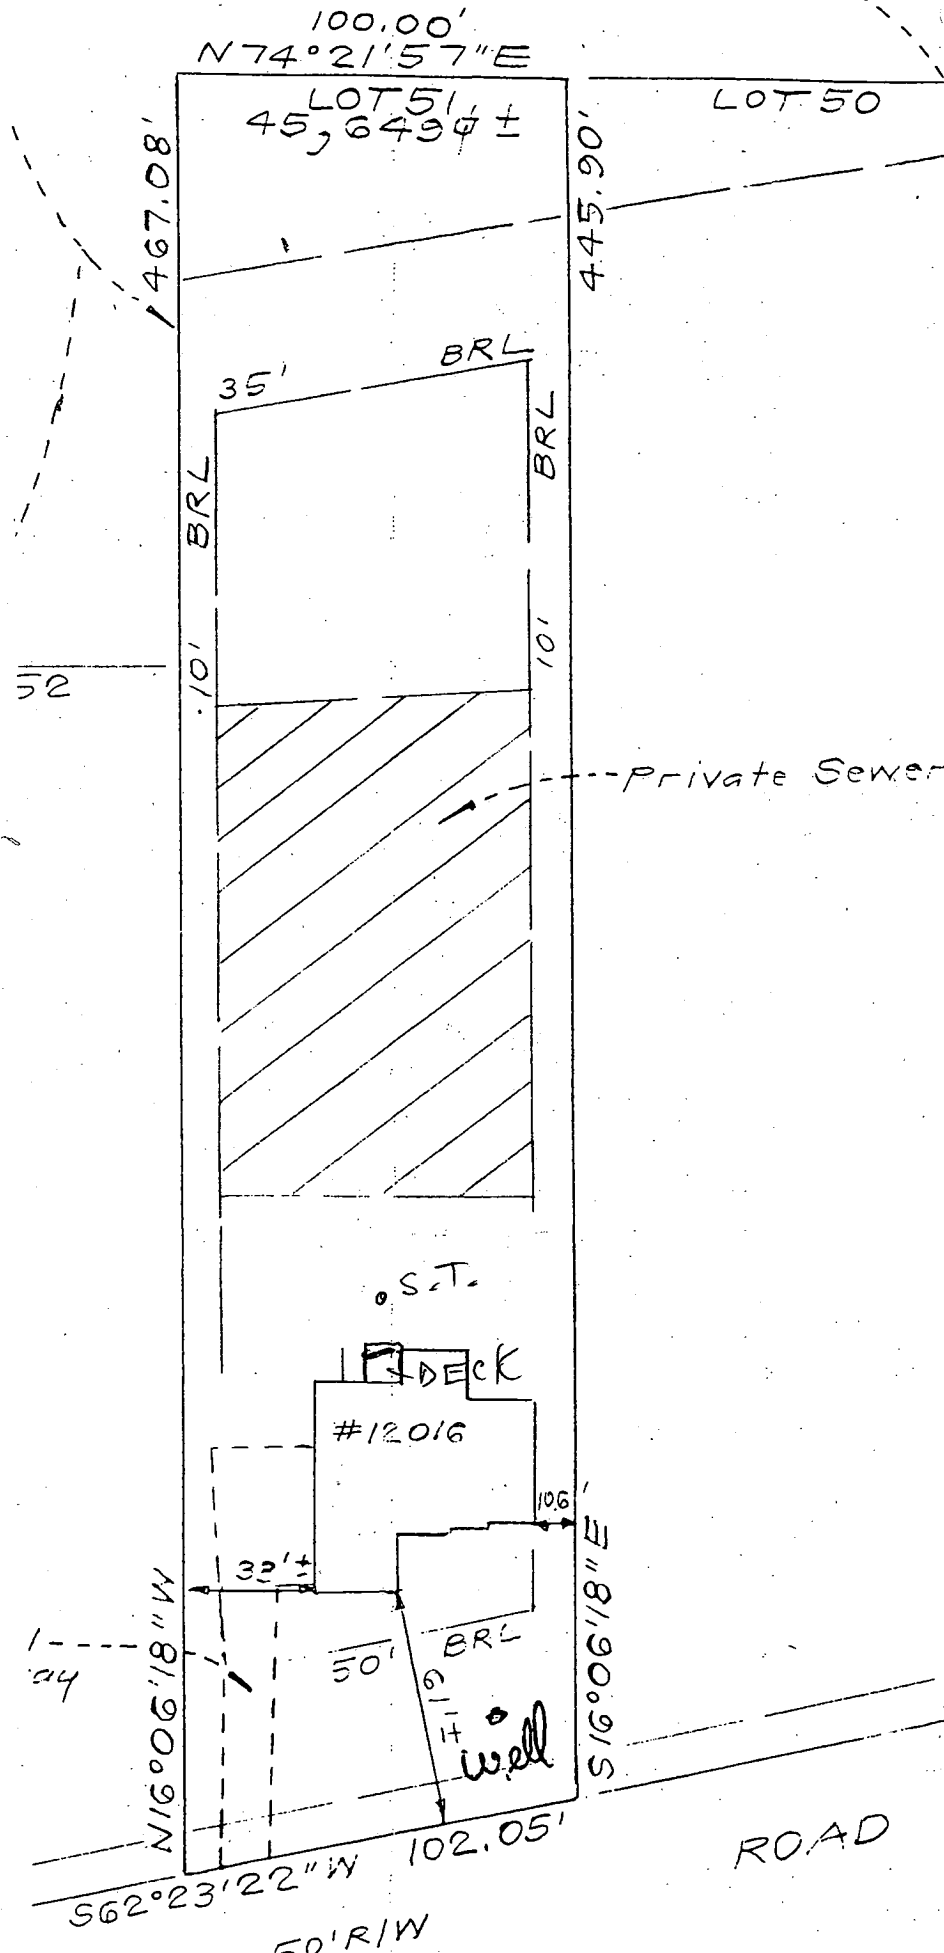 100.00'
N74°21'57"E
LOT 51
45,649⌀ ±
LOT 50
467.08'
445.90'
35'
BRL
BRL
BRL
10'
10'
52
Private Sewer
S.T.
DECK
#12016
10.6'
32'±
50'
BRL
61'±
well
N16°06'18"W
S16°06'18"E
ay
S62°23'22"W
102.05'
ROAD
50'R/W